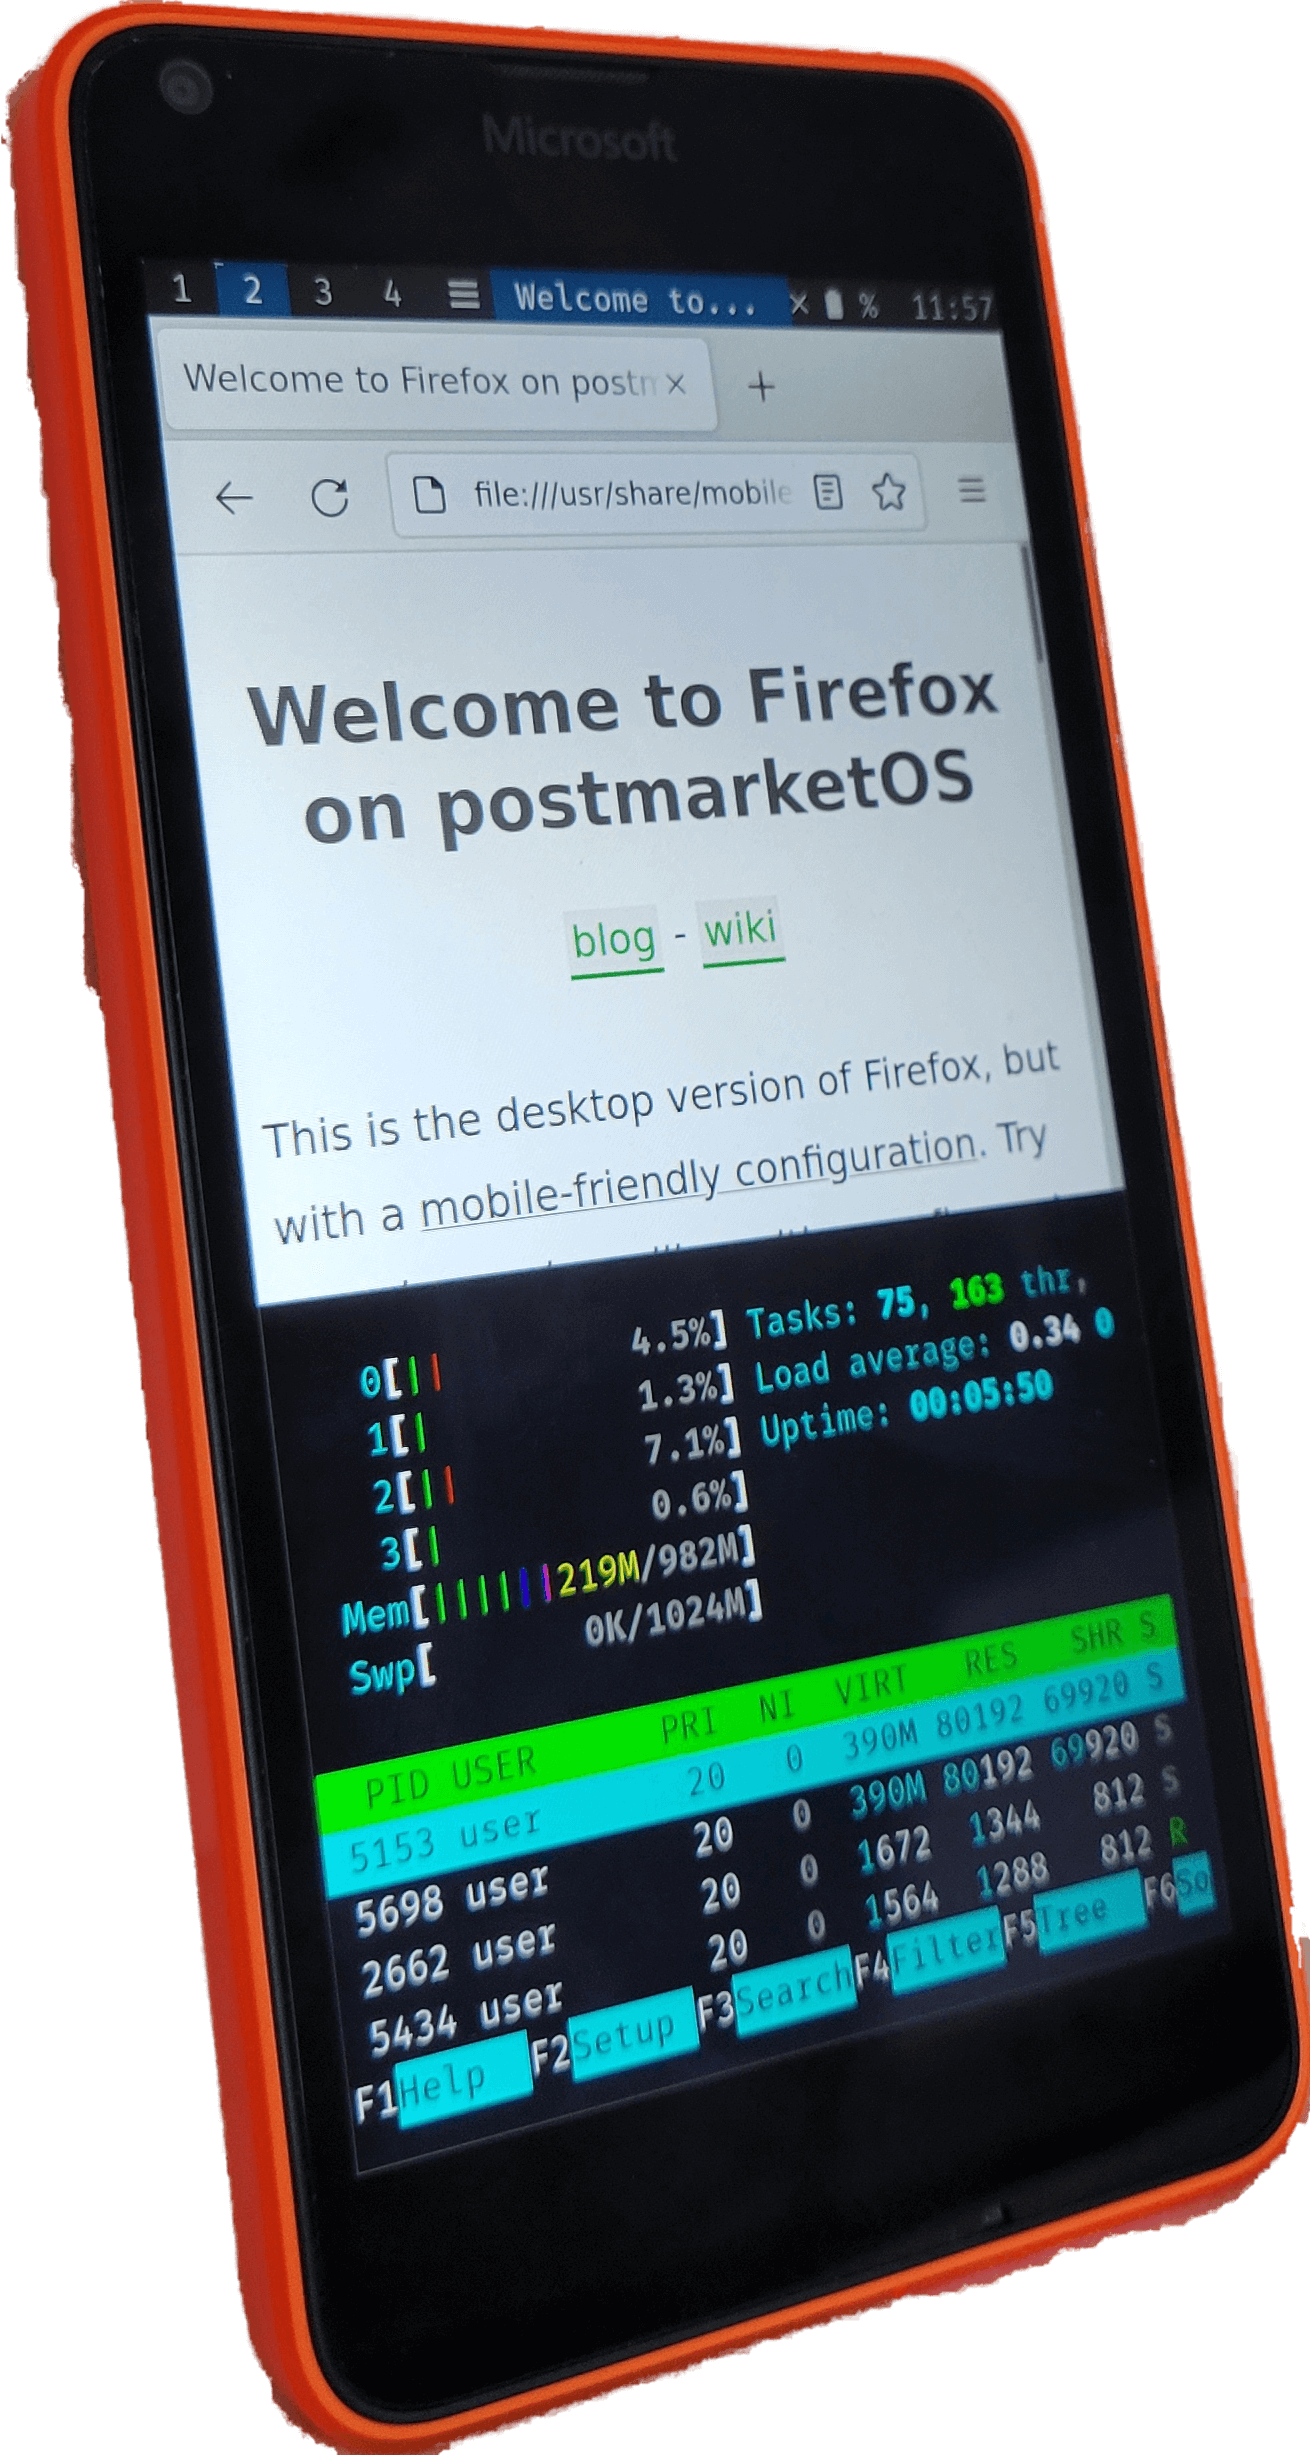 Microsoft
1 2 3 4 ☰ Welcome to... × % 11:57
Welcome to Firefox on postm × +
file:///usr/share/mobile
Welcome to Firefox
on postmarketOS
blog - wiki
This is the desktop version of Firefox, but
with a mobile-friendly configuration. Try
0[|| 4.5%] Tasks: 75, 163 thr,
1[| 1.3%] Load average: 0.34 0
2[|| 7.1%] Uptime: 00:05:50
3[| 0.6%]
Mem[|||||||219M/982M]
Swp[ 0K/1024M]
PID USER PRI NI VIRT RES SHR S
5153 user 20 0 390M 80192 69920 S
5698 user 20 0 390M 80192 69920 S
2662 user 20 0 1672 1344 812 S
5434 user 20 0 1564 1288 812 R
F1Help F2Setup F3Search F4Filter F5Tree F6So